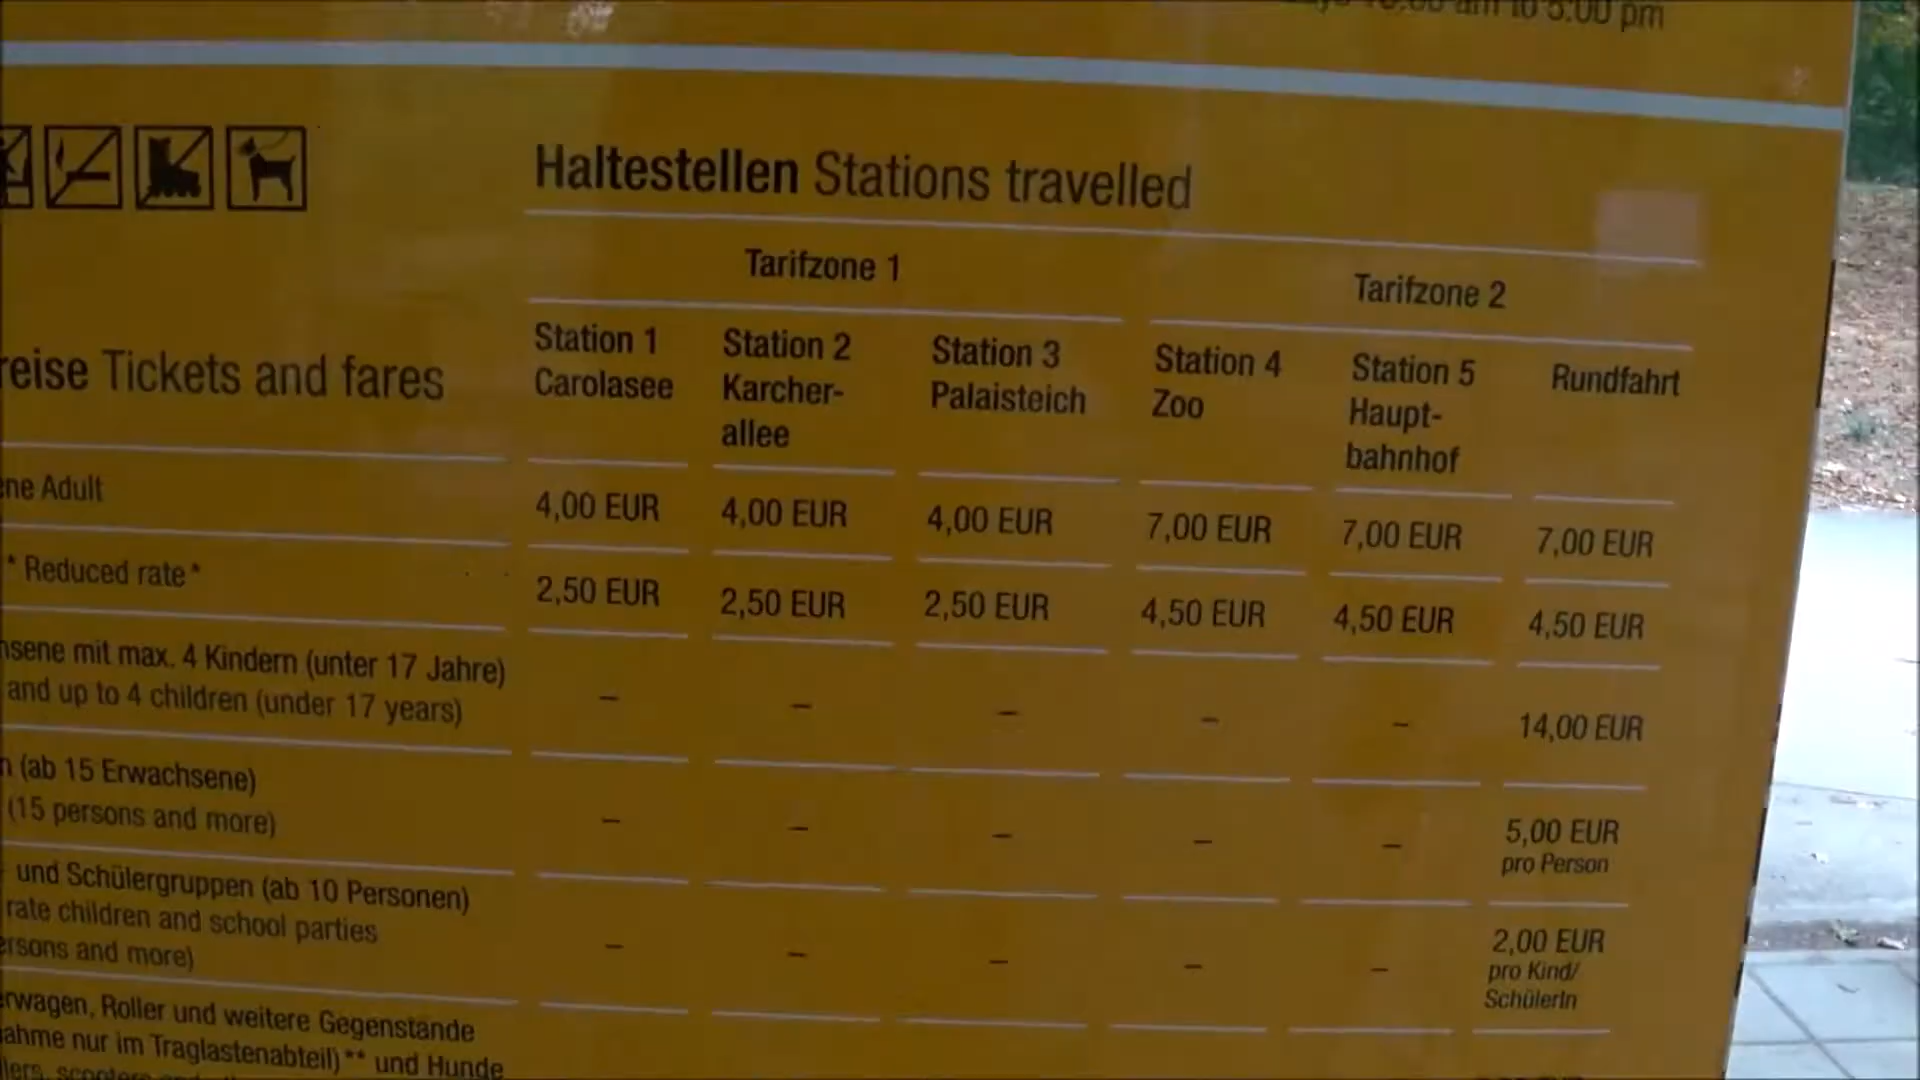 to 5:00 pm
Haltestellen Stations travelled
Tarifzone 1
Tarifzone 2
Tickets and fares
Station 1
Carolasee
Station 2
Karcher-
allee
Station 3
Palaisteich
Station 4
Zoo
Station 5
Haupt-
bahnhof
Rundfahrt
Adult
4,00 EUR 4,00 EUR 4,00 EUR 7,00 EUR 7,00 EUR 7,00 EUR
* Reduced rate*
2,50 EUR 2,50 EUR 2,50 EUR 4,50 EUR 4,50 EUR 4,50 EUR
mit max. 4 Kindern (unter 17 Jahre)
and up to 4 children (under 17 years)
– – – – – 14,00 EUR
(ab 15 Erwachsene)
(15 persons and more)
– – – – – 5,00 EUR
pro Person
und Schülergruppen (ab 10 Personen)
rate children and school parties
and more)
– – – – – 2,00 EUR
pro Kind/
SchülerIn
Roller und weitere Gegenstände
nur im Traglastenabteil)** und Hunde